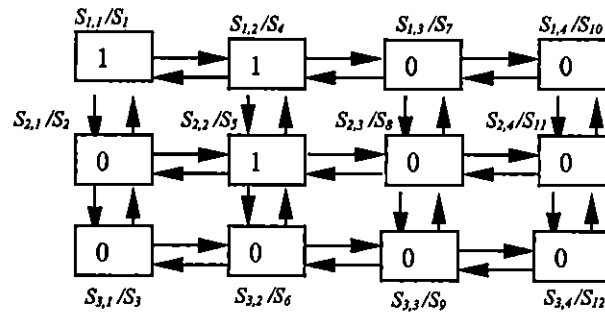 S1,1/S1 S1,2/S4 S1,3/S7 S1,4/S10
1 1 0 0
S2,1/S2 S2,2/S5 S2,3/S8 S2,4/S11
0 1 0 0
0 0 0 0
S3,1/S3 S3,2/S6 S3,3/S9 S3,4/S12